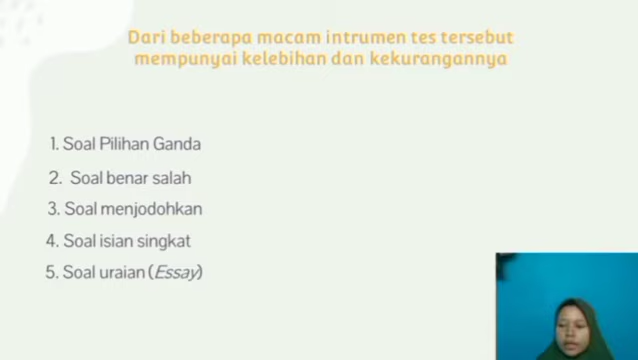 Dari beberapa macam intrumen tes tersebut
mempunyai kelebihan dan kekurangannya
1. Soal Pilihan Ganda
2. Soal benar salah
3. Soal menjodohkan
4. Soal isian singkat
5. Soal uraian (Essay)